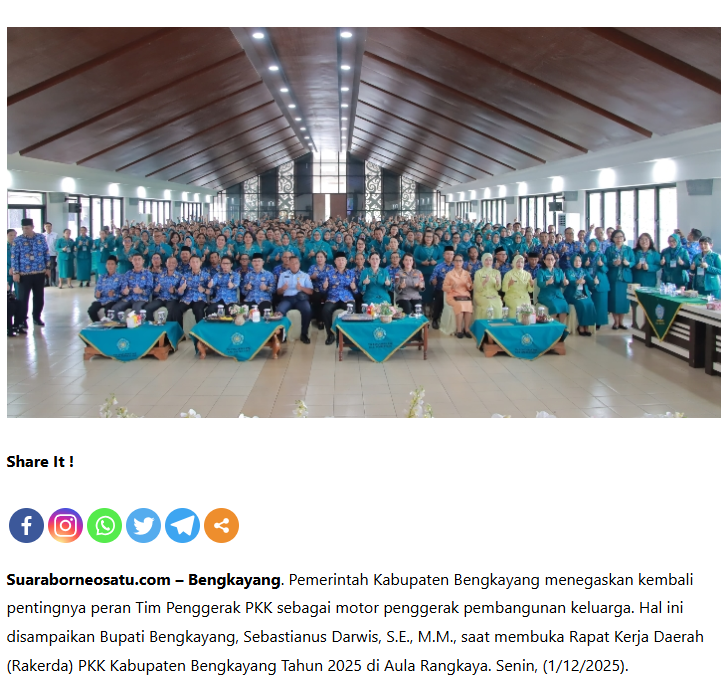 Share It !
Suaraborneosatu.com – Bengkayang. Pemerintah Kabupaten Bengkayang menegaskan kembali
pentingnya peran Tim Penggerak PKK sebagai motor penggerak pembangunan keluarga. Hal ini
disampaikan Bupati Bengkayang, Sebastianus Darwis, S.E., M.M., saat membuka Rapat Kerja Daerah
(Rakerda) PKK Kabupaten Bengkayang Tahun 2025 di Aula Rangkaya. Senin, (1/12/2025).